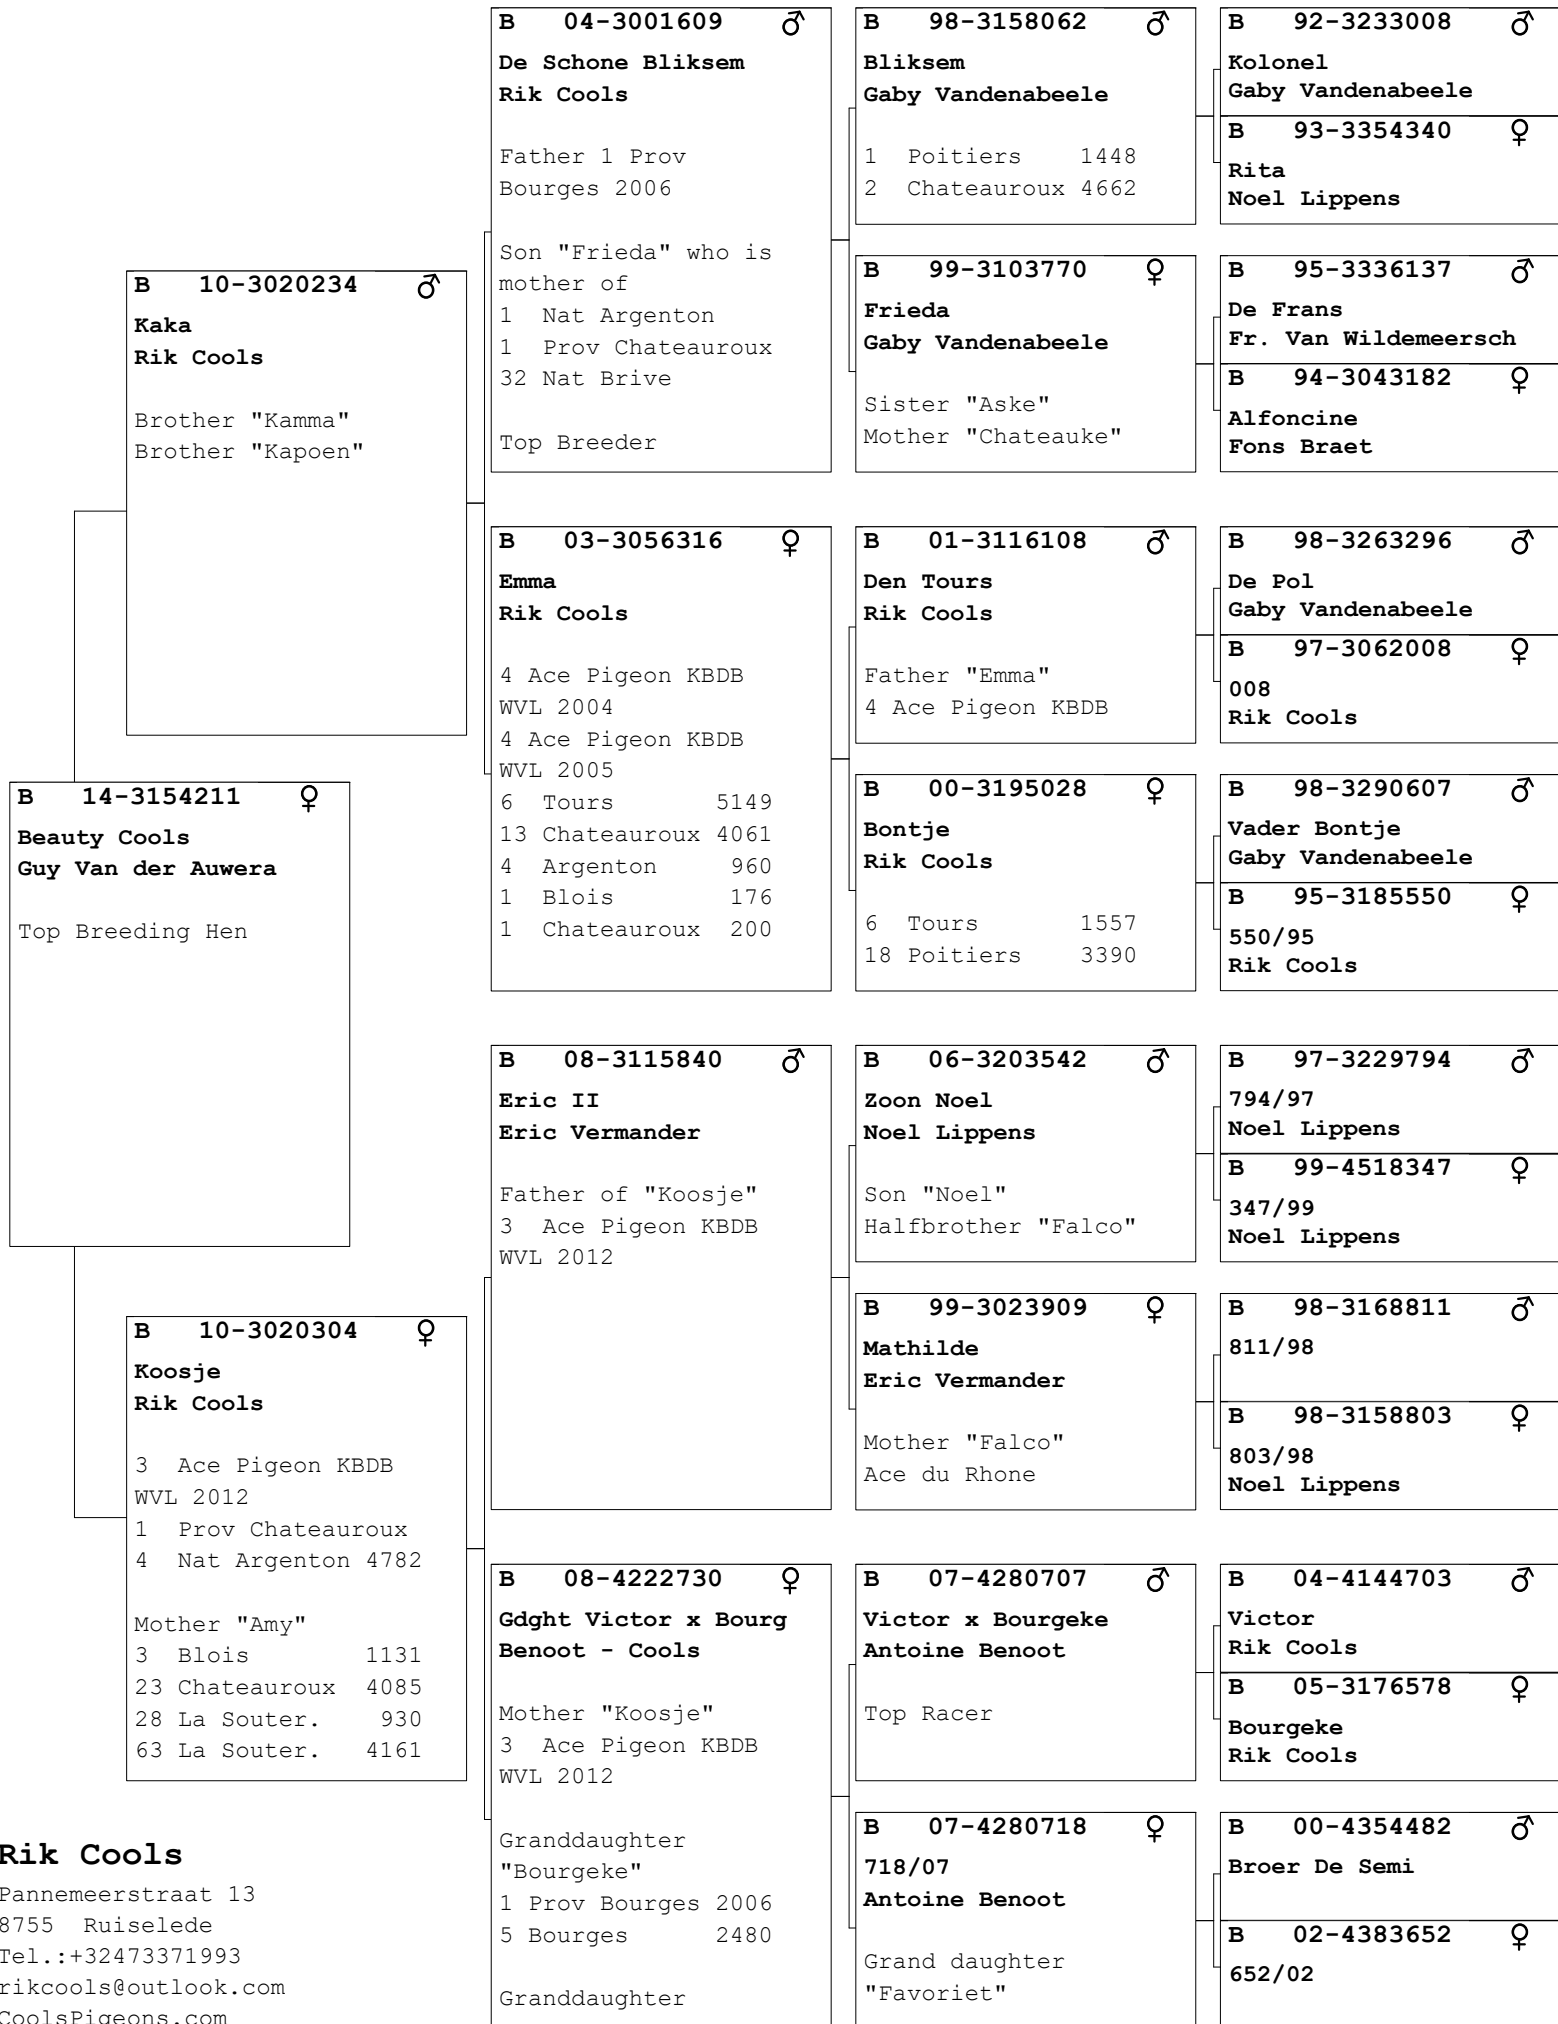 B 14-3154211 ♀
Beauty Cools
Guy Van der Auwera
Top Breeding Hen
B 10-3020234 ♂
Kaka
Rik Cools
Brother "Kamma"
Brother "Kapoen"
B 10-3020304 ♀
Koosje
Rik Cools
3 Ace Pigeon KBDB
WVL 2012
1 Prov Chateauroux
4 Nat Argenton 4782
Mother "Amy"
3 Blois 1131
23 Chateauroux 4085
28 La Souter. 930
63 La Souter. 4161
B 04-3001609 ♂
De Schone Bliksem
Rik Cools
Father 1 Prov
Bourges 2006
Son "Frieda" who is
mother of
1 Nat Argenton
1 Prov Chateauroux
32 Nat Brive
Top Breeder
B 03-3056316 ♀
Emma
Rik Cools
4 Ace Pigeon KBDB
WVL 2004
4 Ace Pigeon KBDB
WVL 2005
6 Tours 5149
13 Chateauroux 4061
4 Argenton 960
1 Blois 176
1 Chateauroux 200
B 08-3115840 ♂
Eric II
Eric Vermander
Father of "Koosje"
3 Ace Pigeon KBDB
WVL 2012
B 08-4222730 ♀
Gdght Victor x Bourg
Benoot - Cools
Mother "Koosje"
3 Ace Pigeon KBDB
WVL 2012
Granddaughter
"Bourgeke"
1 Prov Bourges 2006
5 Bourges 2480
Granddaughter
B 98-3158062 ♂
Bliksem
Gaby Vandenabeele
1 Poitiers 1448
2 Chateauroux 4662
B 99-3103770 ♀
Frieda
Gaby Vandenabeele
Sister "Aske"
Mother "Chateauke"
B 01-3116108 ♂
Den Tours
Rik Cools
Father "Emma"
4 Ace Pigeon KBDB
B 00-3195028 ♀
Bontje
Rik Cools
6 Tours 1557
18 Poitiers 3390
B 06-3203542 ♂
Zoon Noel
Noel Lippens
Son "Noel"
Halfbrother "Falco"
B 99-3023909 ♀
Mathilde
Eric Vermander
Mother "Falco"
Ace du Rhone
B 07-4280707 ♂
Victor x Bourgeke
Antoine Benoot
Top Racer
B 07-4280718 ♀
718/07
Antoine Benoot
Grand daughter
"Favoriet"
B 92-3233008 ♂
Kolonel
Gaby Vandenabeele
B 93-3354340 ♀
Rita
Noel Lippens
B 95-3336137 ♂
De Frans
Fr. Van Wildemeersch
B 94-3043182 ♀
Alfoncine
Fons Braet
B 98-3263296 ♂
De Pol
Gaby Vandenabeele
B 97-3062008 ♀
008
Rik Cools
B 98-3290607 ♂
Vader Bontje
Gaby Vandenabeele
B 95-3185550 ♀
550/95
Rik Cools
B 97-3229794 ♂
794/97
Noel Lippens
B 99-4518347 ♀
347/99
Noel Lippens
B 98-3168811 ♂
811/98
B 98-3158803 ♀
803/98
Noel Lippens
B 04-4144703 ♂
Victor
Rik Cools
B 05-3176578 ♀
Bourgeke
Rik Cools
B 00-4354482 ♂
Broer De Semi
B 02-4383652 ♀
652/02
Rik Cools
Pannemeerstraat 13
8755 Ruiselede
Tel.:+32473371993
rikcools@outlook.com
CoolsPigeons.com